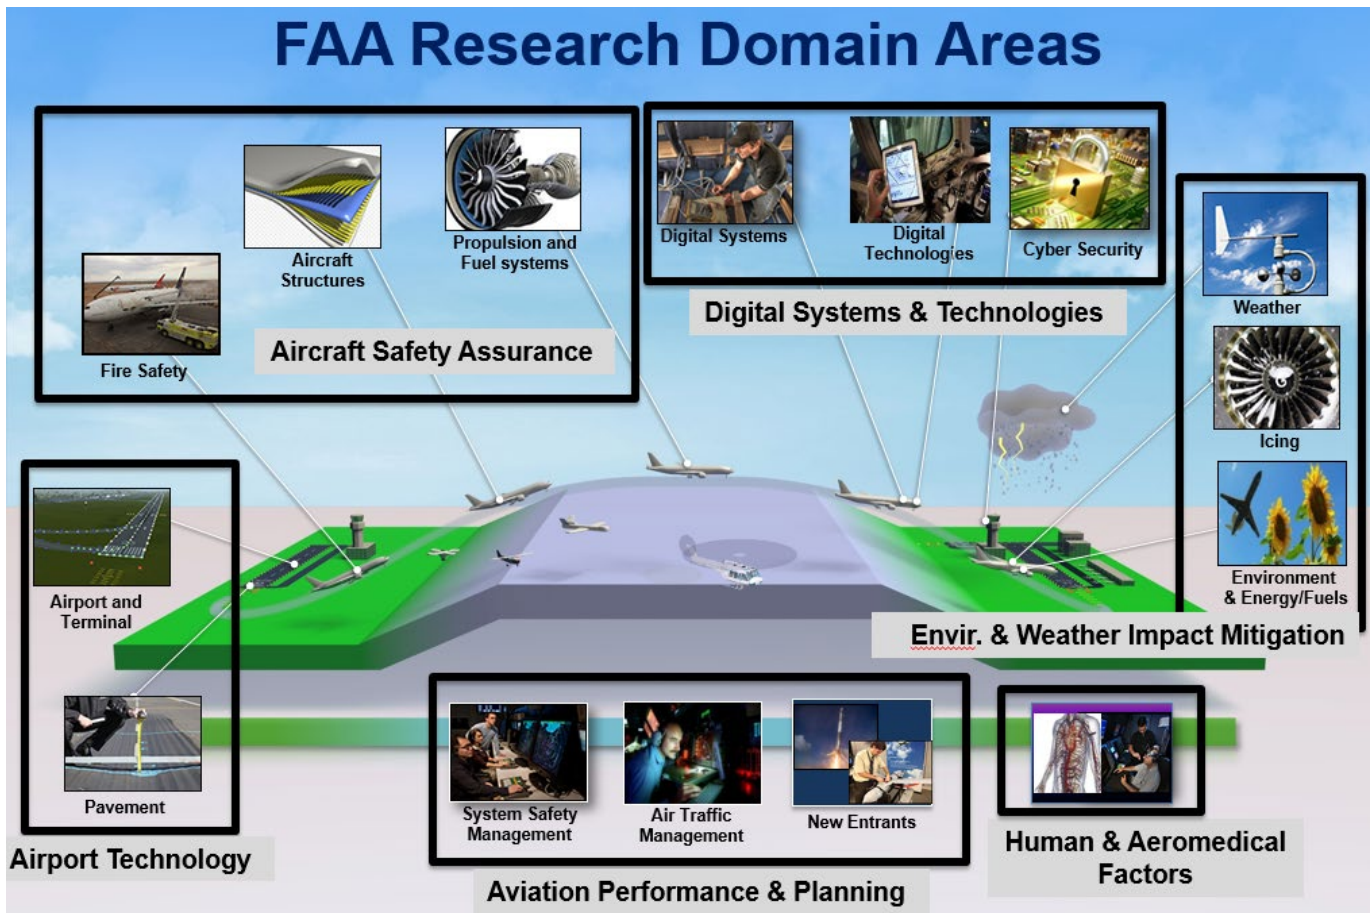 FAA Research Domain Areas
Fire Safety
Aircraft
Structures
Propulsion and
Fuel systems
Aircraft Safety Assurance
Digital Systems
Digital
Technologies
Cyber Security
Digital Systems & Technologies
Weather
Icing
Environment
& Energy/Fuels
Envir. & Weather Impact Mitigation
Airport and
Terminal
Pavement
Airport Technology
System Safety
Management
Air Traffic
Management
New Entrants
Aviation Performance & Planning
Human & Aeromedical
Factors